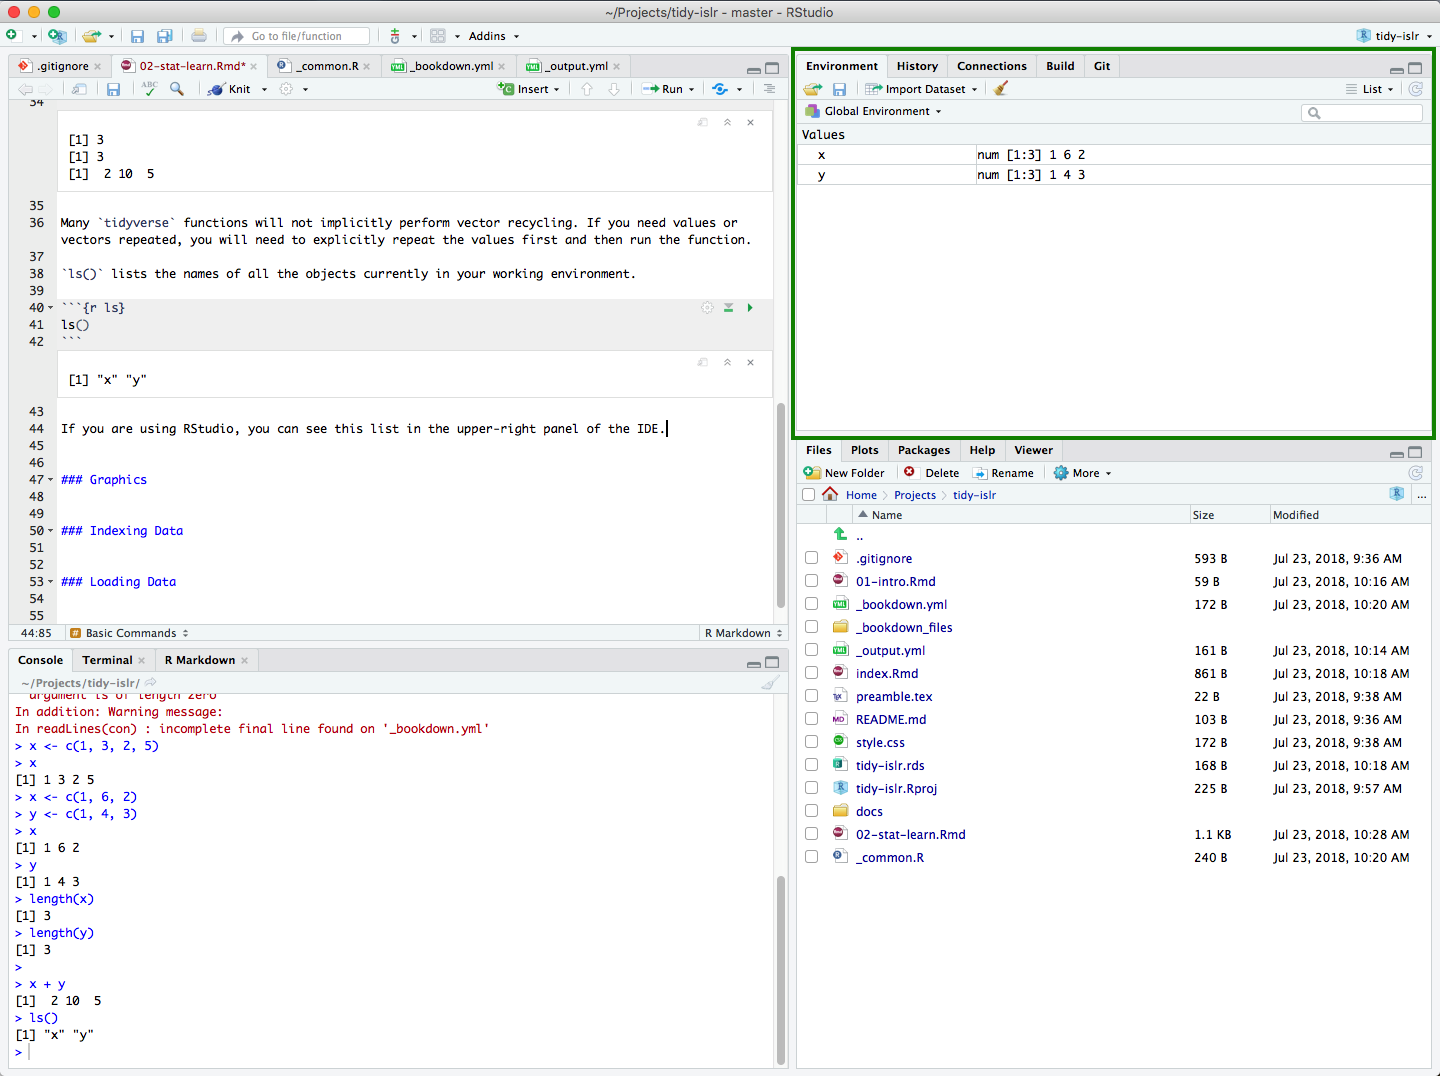 ~/Projects/tidy-islr - master - RStudio
Go to file/function
Git
Addins
tidy-islr
.gitignore
02-stat-learn.Rmd*
_common.R
_bookdown.yml
_output.yml
ABC
Knit
Insert
Run
34
[1] 3
[1] 3
[1]  2 10  5
35
36 Many `tidyverse` functions will not implicitly perform vector recycling. If you need values or
vectors repeated, you will need to explicitly repeat the values first and then run the function.
37
38 `ls()` lists the names of all the objects currently in your working environment.
39
40 ```{r ls}
41 ls()
42 ```
[1] "x" "y"
43
44 If you are using RStudio, you can see this list in the upper-right panel of the IDE.
45
46
47 ### Graphics
48
49
50 ### Indexing Data
51
52
53 ### Loading Data
54
55
44:85 # Basic Commands R Markdown
Console Terminal R Markdown
~/Projects/tidy-islr/
argument is of length zero
In addition: Warning message:
In readLines(con) : incomplete final line found on '_bookdown.yml'
> x <- c(1, 3, 2, 5)
> x
[1] 1 3 2 5
> x <- c(1, 6, 2)
> y <- c(1, 4, 3)
> x
[1] 1 6 2
> y
[1] 1 4 3
> length(x)
[1] 3
> length(y)
[1] 3
>
> x + y
[1]  2 10  5
> ls()
[1] "x" "y"
>
Environment History Connections Build Git
Import Dataset List
Global Environment
Values
x num [1:3] 1 6 2
y num [1:3] 1 4 3
Files Plots Packages Help Viewer
New Folder Delete Rename More
Home Projects tidy-islr ...
Name Size Modified
..
.gitignore 593 B Jul 23, 2018, 9:36 AM
01-intro.Rmd 59 B Jul 23, 2018, 10:16 AM
_bookdown.yml 172 B Jul 23, 2018, 10:20 AM
_bookdown_files
_output.yml 161 B Jul 23, 2018, 10:14 AM
index.Rmd 861 B Jul 23, 2018, 10:18 AM
preamble.tex 22 B Jul 23, 2018, 9:38 AM
README.md 103 B Jul 23, 2018, 9:36 AM
style.css 172 B Jul 23, 2018, 9:38 AM
tidy-islr.rds 168 B Jul 23, 2018, 10:18 AM
tidy-islr.Rproj 225 B Jul 23, 2018, 9:57 AM
docs
02-stat-learn.Rmd 1.1 KB Jul 23, 2018, 10:28 AM
_common.R 240 B Jul 23, 2018, 10:20 AM